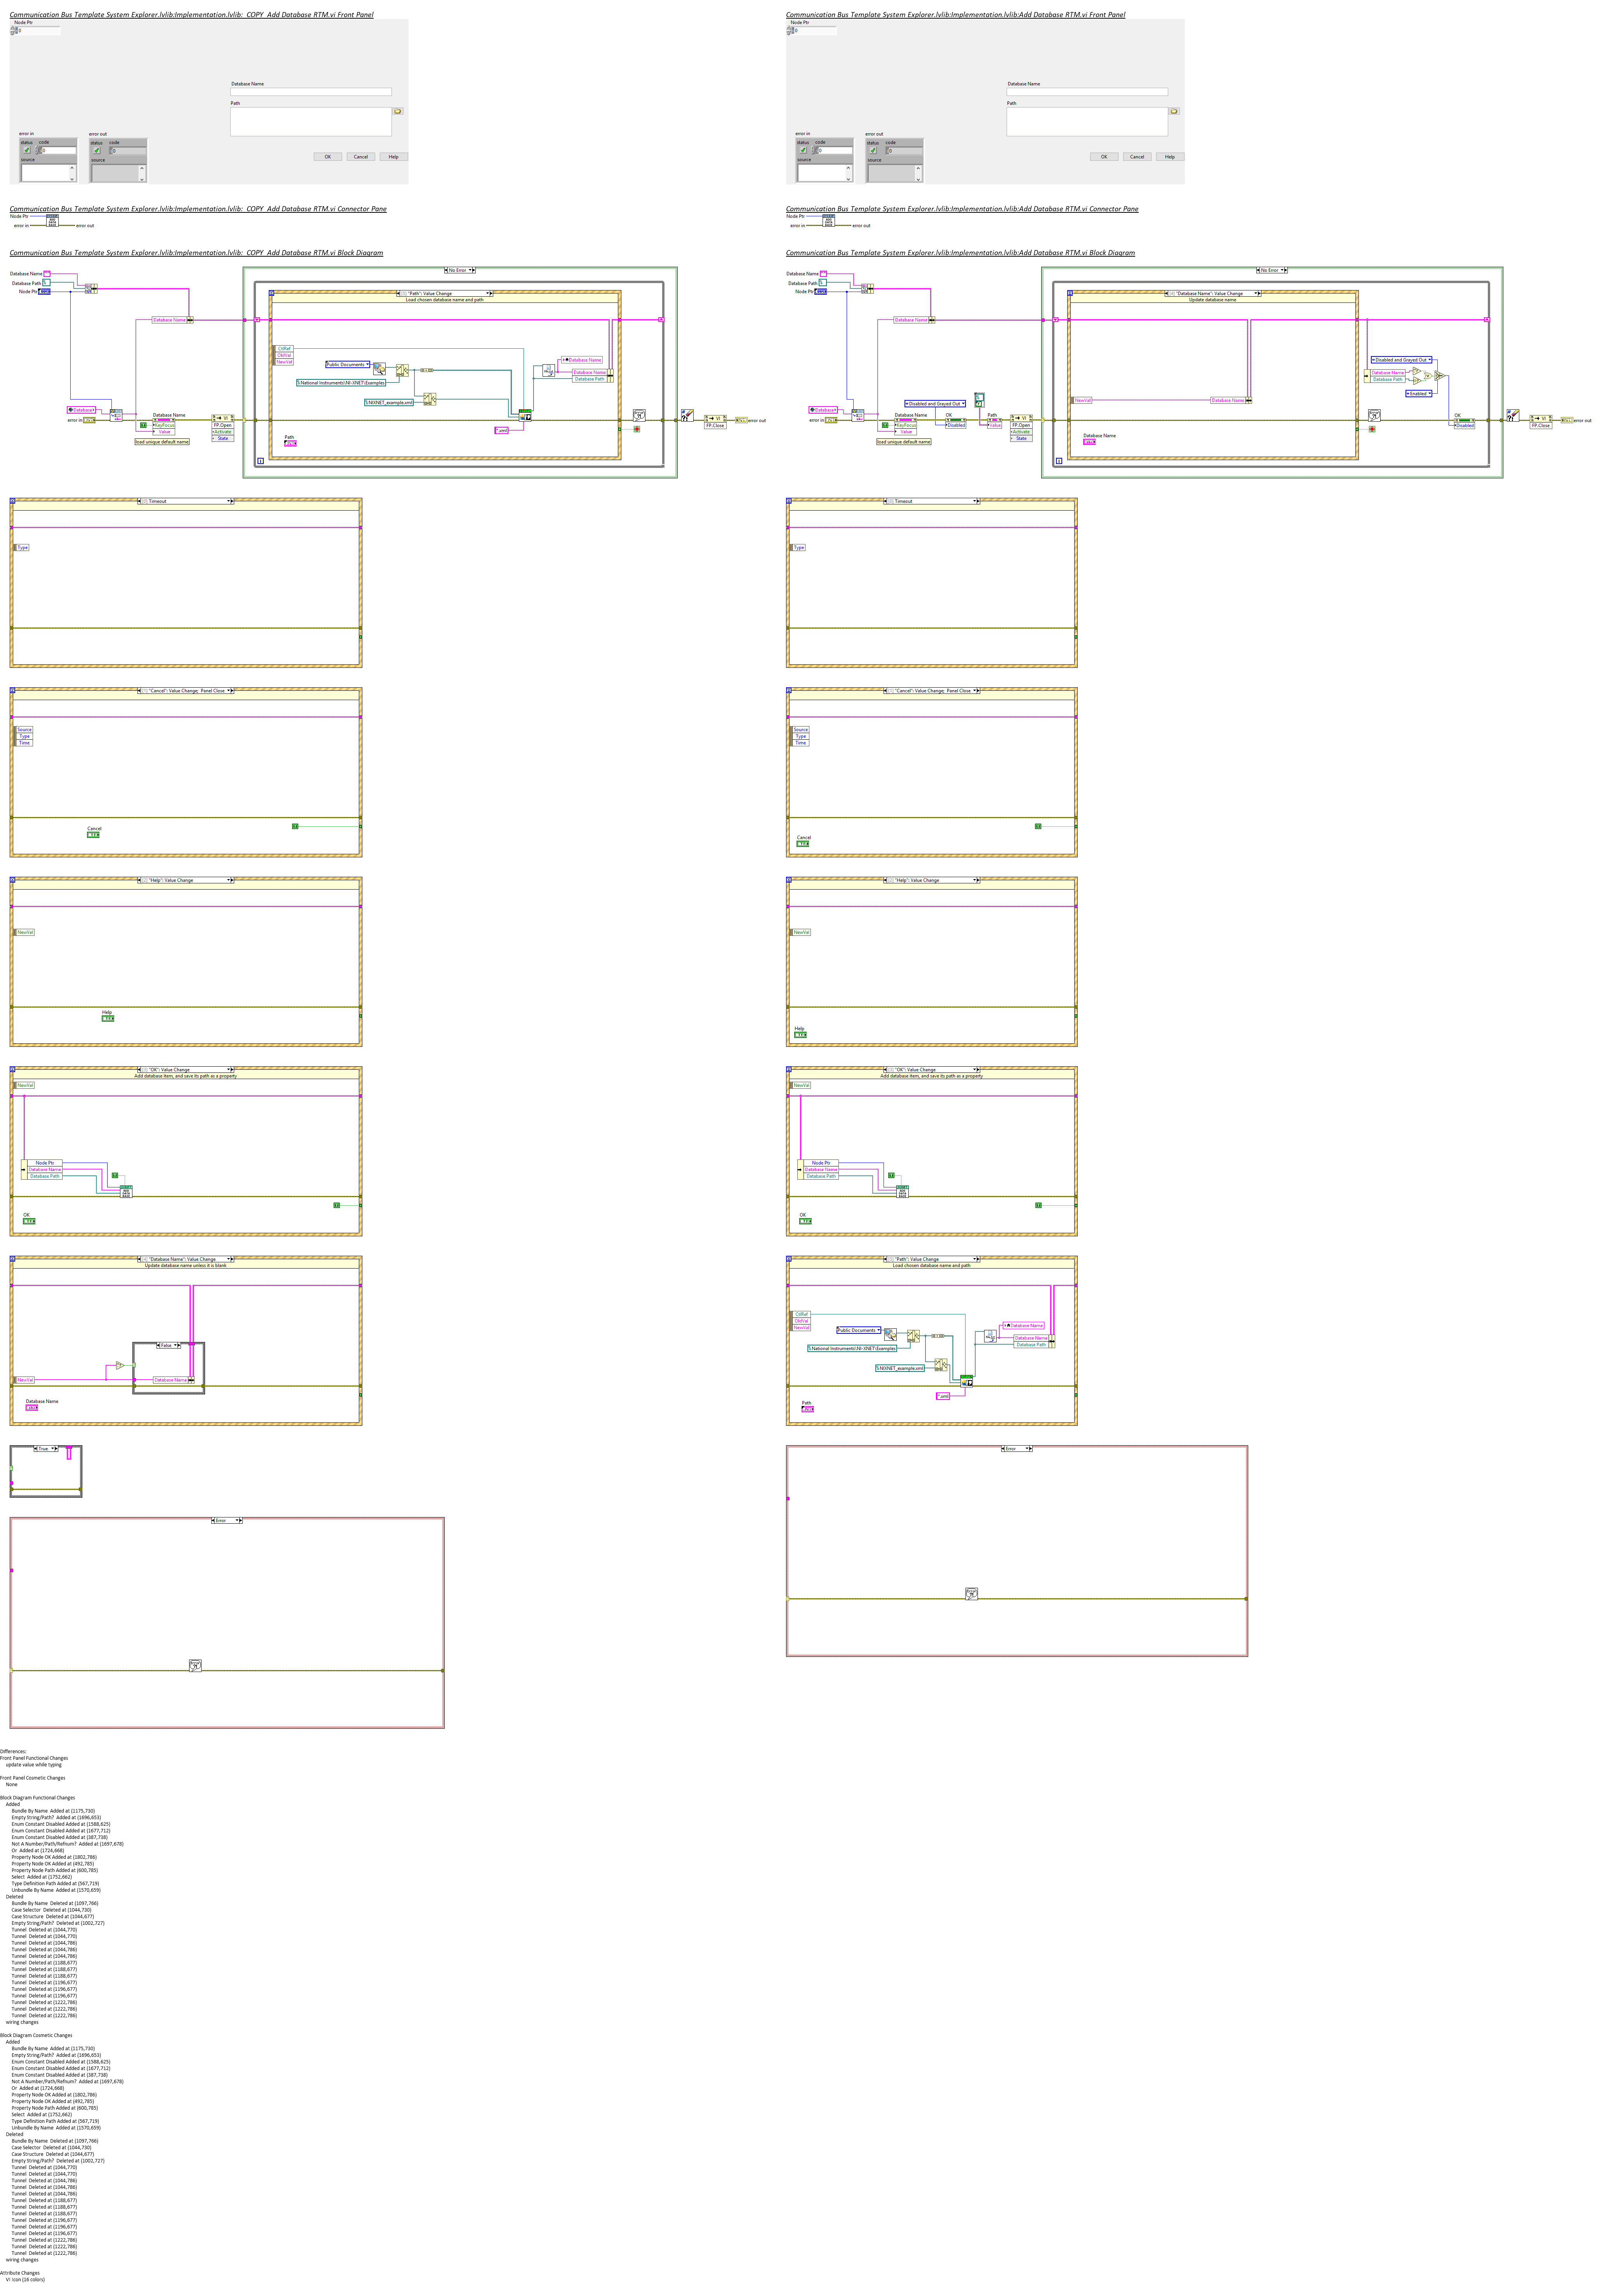 Communication Bus Template System Explorer.lvlib:Implementation.lvlib:_COPY_Add Database RTM.vi Front Panel
Node Ptr
0
Database Name
Path
error in
error out
status code
0
source
status code
0
source
OK
Cancel
Help
Communication Bus Template System Explorer.lvlib:Implementation.lvlib:_COPY_Add Database RTM.vi Connector Pane
Node Ptr
error in
error out
Communication Bus Template System Explorer.lvlib:Implementation.lvlib:_COPY_Add Database RTM.vi Block Diagram
Database Name
Database Path
Node Ptr
Database Name
Database
error in
Database Name
KeyFocus
Value
load unique default name
VI
FP.Open
Activate
State
No Error
"Path": Value Change
Load chosen database name and path
CtlRef
OldVal
NewVal
Public Documents
National Instruments\NI-XNET\Examples
NIXNET_example.xml
*.xml
Path
Database Name
Database Name
Database Path
VI
FP.Close
error out
Timeout
Type
"Cancel": Value Change; Panel Close
Source
Type
Time
Cancel
"Help": Value Change
NewVal
Help
"OK": Value Change
Add database item, and save its path as a property
NewVal
Node Ptr
Database Name
Database Path
OK
"Database Name": Value Change
Update database name unless it is blank
False
NewVal
Database Name
Database Name
True
Error
Communication Bus Template System Explorer.lvlib:Implementation.lvlib:Add Database RTM.vi Front Panel
Node Ptr
0
Database Name
Path
error in
error out
status code
0
source
status code
0
source
OK
Cancel
Help
Communication Bus Template System Explorer.lvlib:Implementation.lvlib:Add Database RTM.vi Connector Pane
Node Ptr
error in
error out
Communication Bus Template System Explorer.lvlib:Implementation.lvlib:Add Database RTM.vi Block Diagram
Database Name
Database Path
Node Ptr
Database Name
Database
error in
Disabled and Grayed Out
Database Name
KeyFocus
Value
load unique default name
OK
Disabled
Path
Value
VI
FP.Open
Activate
State
No Error
"Database Name": Value Change
Update database name
NewVal
Database Name
Database Name
Disabled and Grayed Out
Database Name
Database Path
Enabled
OK
Disabled
VI
FP.Close
error out
Timeout
Type
"Cancel": Value Change; Panel Close
Source
Type
Time
Cancel
"Help": Value Change
NewVal
Help
"OK": Value Change
Add database item, and save its path as a property
NewVal
Node Ptr
Database Name
Database Path
OK
"Path": Value Change
Load chosen database name and path
CtlRef
OldVal
NewVal
Public Documents
National Instruments\NI-XNET\Examples
NIXNET_example.xml
*.xml
Path
Database Name
Database Name
Database Path
Error
Differences:
Front Panel Functional Changes
update value while typing
Front Panel Cosmetic Changes
None
Block Diagram Functional Changes
Added
Bundle By Name Added at (1175,730)
Empty String/Path? Added at (1696,653)
Enum Constant Disabled Added at (1588,625)
Enum Constant Disabled Added at (1677,712)
Enum Constant Disabled Added at (387,738)
Not A Number/Path/Refnum? Added at (1697,678)
Or Added at (1724,668)
Property Node OK Added at (1802,786)
Property Node OK Added at (492,785)
Property Node Path Added at (600,785)
Select Added at (1752,662)
Type Definition Path Added at (567,719)
Unbundle By Name Added at (1570,659)
Deleted
Bundle By Name Deleted at (1097,766)
Case Selector Deleted at (1044,730)
Case Structure Deleted at (1044,677)
Empty String/Path? Deleted at (1002,727)
Tunnel Deleted at (1044,770)
Tunnel Deleted at (1044,770)
Tunnel Deleted at (1044,786)
Tunnel Deleted at (1044,786)
Tunnel Deleted at (1044,786)
Tunnel Deleted at (1188,677)
Tunnel Deleted at (1188,677)
Tunnel Deleted at (1188,677)
Tunnel Deleted at (1196,677)
Tunnel Deleted at (1196,677)
Tunnel Deleted at (1196,677)
Tunnel Deleted at (1222,786)
Tunnel Deleted at (1222,786)
Tunnel Deleted at (1222,786)
wiring changes
Block Diagram Cosmetic Changes
Added
Bundle By Name Added at (1175,730)
Empty String/Path? Added at (1696,653)
Enum Constant Disabled Added at (1588,625)
Enum Constant Disabled Added at (1677,712)
Enum Constant Disabled Added at (387,738)
Not A Number/Path/Refnum? Added at (1697,678)
Or Added at (1724,668)
Property Node OK Added at (1802,786)
Property Node OK Added at (492,785)
Property Node Path Added at (600,785)
Select Added at (1752,662)
Type Definition Path Added at (567,719)
Unbundle By Name Added at (1570,659)
Deleted
Bundle By Name Deleted at (1097,766)
Case Selector Deleted at (1044,730)
Case Structure Deleted at (1044,677)
Empty String/Path? Deleted at (1002,727)
Tunnel Deleted at (1044,770)
Tunnel Deleted at (1044,770)
Tunnel Deleted at (1044,786)
Tunnel Deleted at (1044,786)
Tunnel Deleted at (1044,786)
Tunnel Deleted at (1188,677)
Tunnel Deleted at (1188,677)
Tunnel Deleted at (1188,677)
Tunnel Deleted at (1196,677)
Tunnel Deleted at (1196,677)
Tunnel Deleted at (1196,677)
Tunnel Deleted at (1222,786)
Tunnel Deleted at (1222,786)
Tunnel Deleted at (1222,786)
wiring changes
Attribute Changes
VI icon (16 colors)